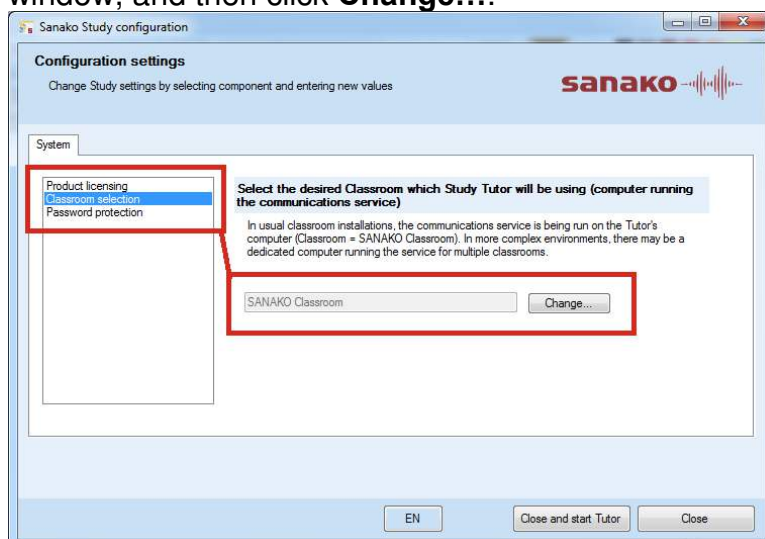 window, and then click Change....
Sanako Study configuration
Configuration settings
Change Study settings by selecting component and entering new values
sanako
System
Product licensing
Classroom selection
Password protection
Select the desired Classroom which Study Tutor will be using (computer running
the communications service)
In usual classroom installations, the communications service is being run on the Tutor's
computer (Classroom = SANAKO Classroom). In more complex environments, there may be a
dedicated computer running the service for multiple classrooms.
SANAKO Classroom
Change...
EN
Close and start Tutor
Close